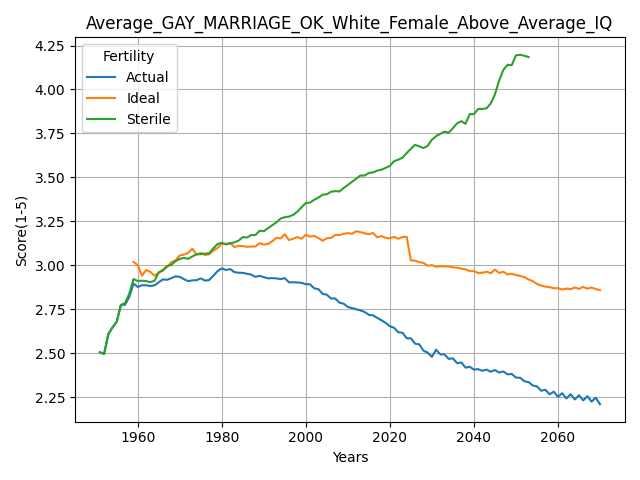 Average_GAY_MARRIAGE_OK_White_Female_Above_Average_IQ
Fertility
Actual
Ideal
Sterile
Score(1-5)
4.25
4.00
3.75
3.50
3.25
3.00
2.75
2.50
2.25
1960 1980 2000 2020 2040 2060
Years